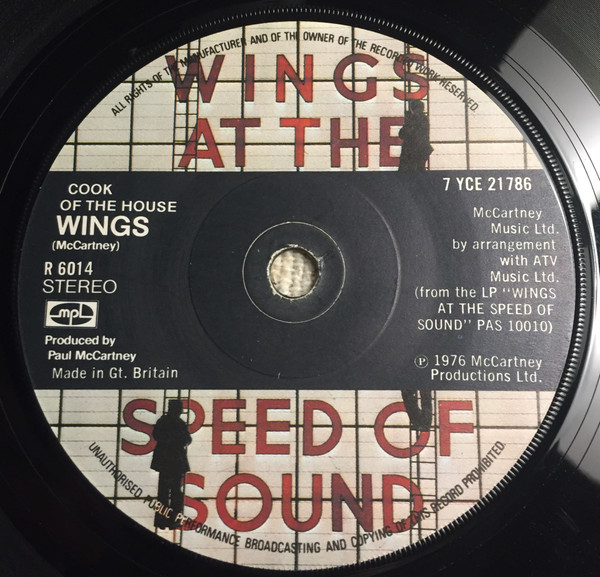 ALL RIGHTS OF THE MANUFACTURER AND OF THE OWNER OF THE RECORDED WORK RESERVED
WINGS
AT THE
COOK
OF THE HOUSE
WINGS
(McCartney)
R 6014
STEREO
mpl
Produced by
Paul McCartney
Made in Gt. Britain
7 YCE 21786
McCartney
Music Ltd.
by arrangement
with ATV
Music Ltd.
(from the LP "WINGS
AT THE SPEED OF
SOUND" PAS 10010)
℗ 1976 McCartney
Productions Ltd.
SPEED OF
SOUND
UNAUTHORISED PUBLIC PERFORMANCE BROADCASTING AND COPYING OF THIS RECORD PROHIBITED